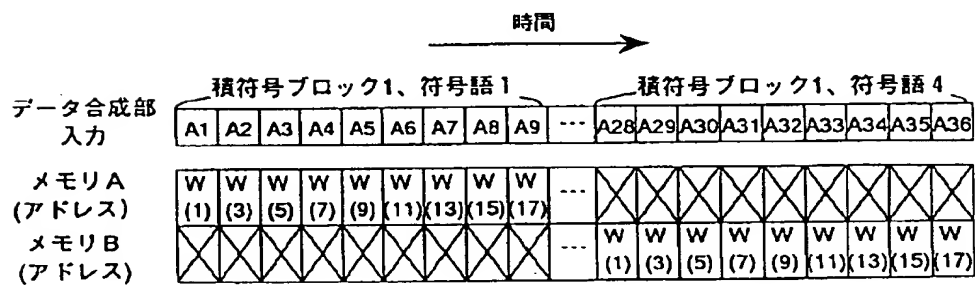 時間
積符号ブロック1、符号語1 積符号ブロック1、符号語4
データ合成部
入力
A1 A2 A3 A4 A5 A6 A7 A8 A9 --- A28 A29 A30 A31 A32 A33 A34 A35 A36
メモリA
(アドレス)
W W W W W W W W W ---
(1) (3) (5) (7) (9) (11) (13) (15) (17)
メモリB
(アドレス)
--- W W W W W W W W W
(1) (3) (5) (7) (9) (11) (13) (15) (17)